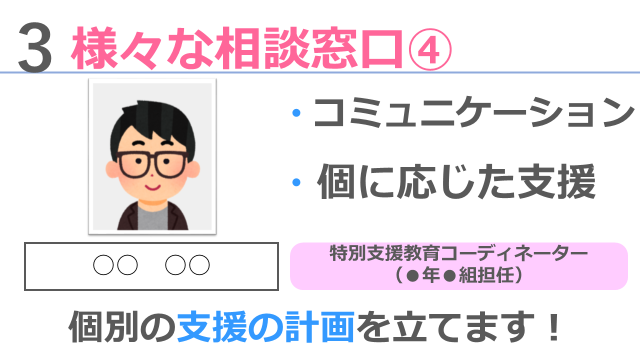 3 様々な相談窓口④
・コミュニケーション
・個に応じた支援
○○　○○
特別支援教育コーディネーター
（●年●組担任）
個別の支援の計画を立てます！